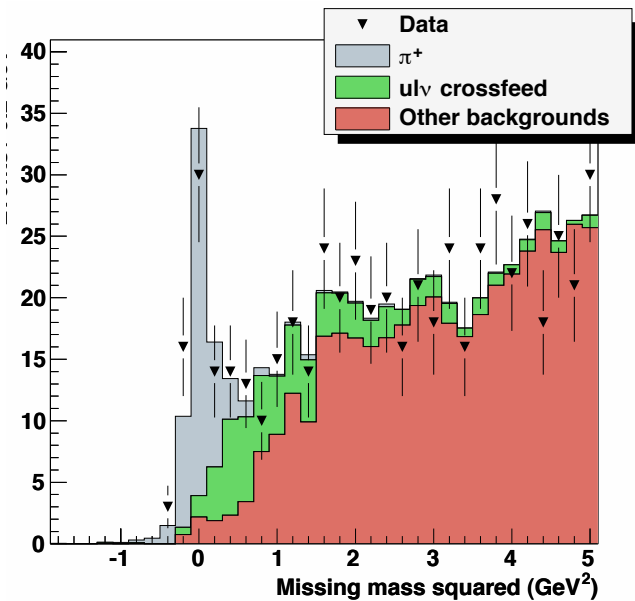 Data
π⁺
ulν crossfeed
Other backgrounds
40
35
30
25
20
15
10
5
0
-1 0 1 2 3 4 5
Missing mass squared (GeV²)